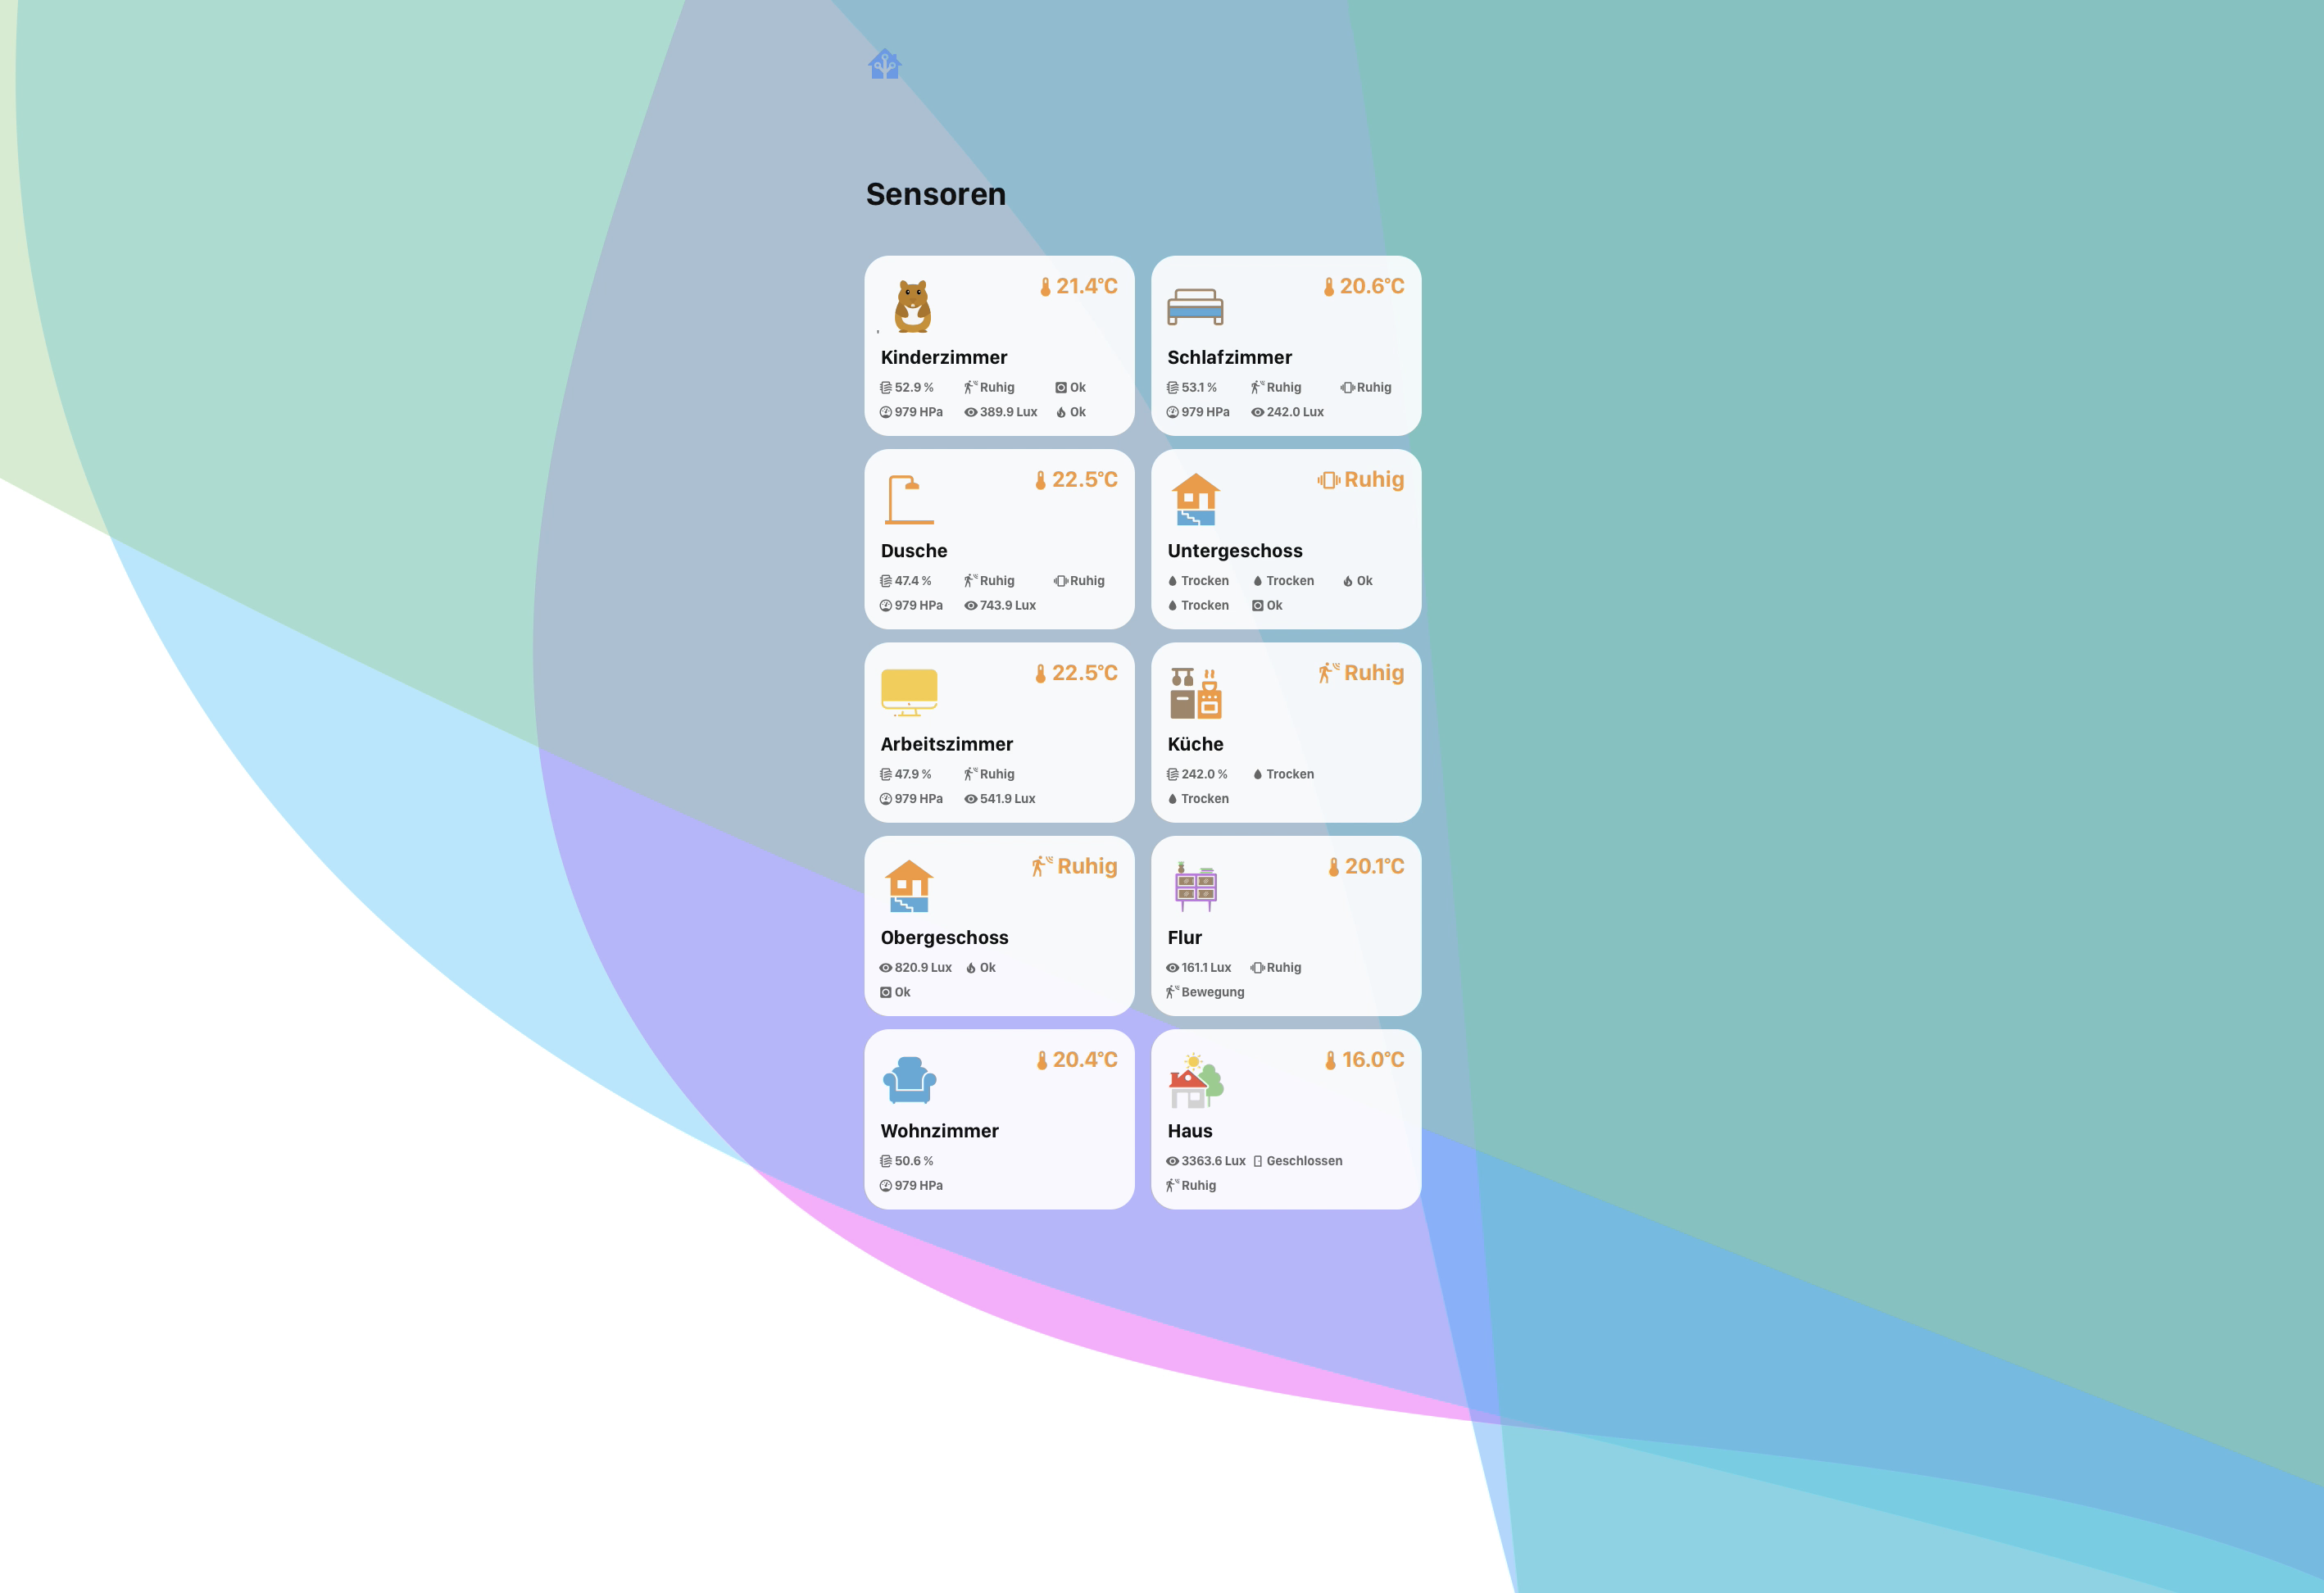 Sensoren
21.4°C
Kinderzimmer
52.9 % Ruhig Ok
979 HPa 389.9 Lux Ok
20.6°C
Schlafzimmer
53.1 % Ruhig Ruhig
979 HPa 242.0 Lux
22.5°C
Dusche
47.4 % Ruhig Ruhig
979 HPa 743.9 Lux
Ruhig
Untergeschoss
Trocken Trocken Ok
Trocken Ok
22.5°C
Arbeitszimmer
47.9 % Ruhig
979 HPa 541.9 Lux
Ruhig
Küche
242.0 % Trocken
Trocken
Ruhig
Obergeschoss
820.9 Lux Ok
Ok
20.1°C
Flur
161.1 Lux Ruhig
Bewegung
20.4°C
Wohnzimmer
50.6 %
979 HPa
16.0°C
Haus
3363.6 Lux Geschlossen
Ruhig